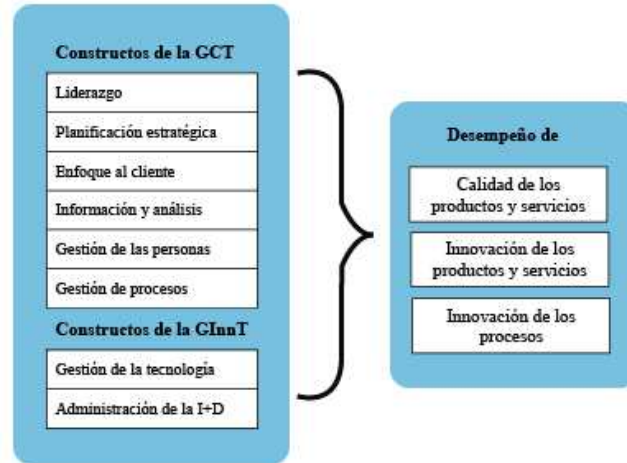 Constructos de la GCT
Liderazgo
Planificación estratégica
Enfoque al cliente
Información y análisis
Gestión de las personas
Gestión de procesos
Constructos de la GInnT
Gestión de la tecnología
Administración de la I+D
Desempeño de
Calidad de los
productos y servicios
Innovación de los
productos y servicios
Innovación de los
procesos